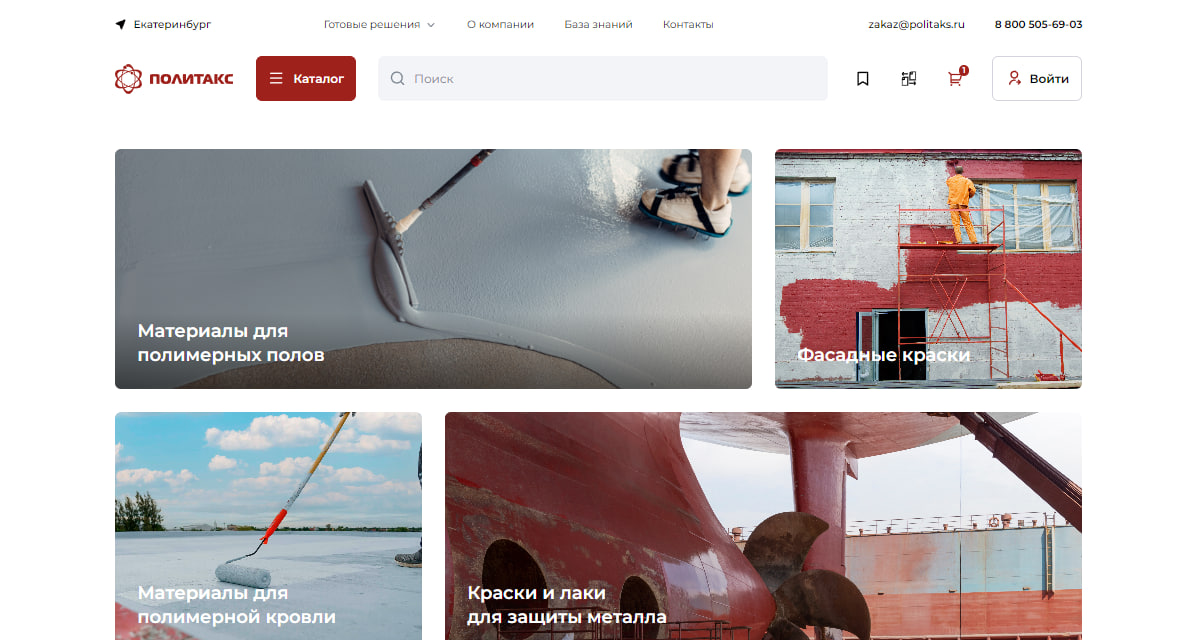 Екатеринбург
Готовые решения
О компании
База знаний
Контакты
zakaz@politaks.ru
8 800 505-69-03
ПОЛИТАКС
Каталог
Поиск
1
Войти
Материалы для
полимерных полов
Фасадные краски
Материалы для
полимерной кровли
Краски и лаки
для защиты металла